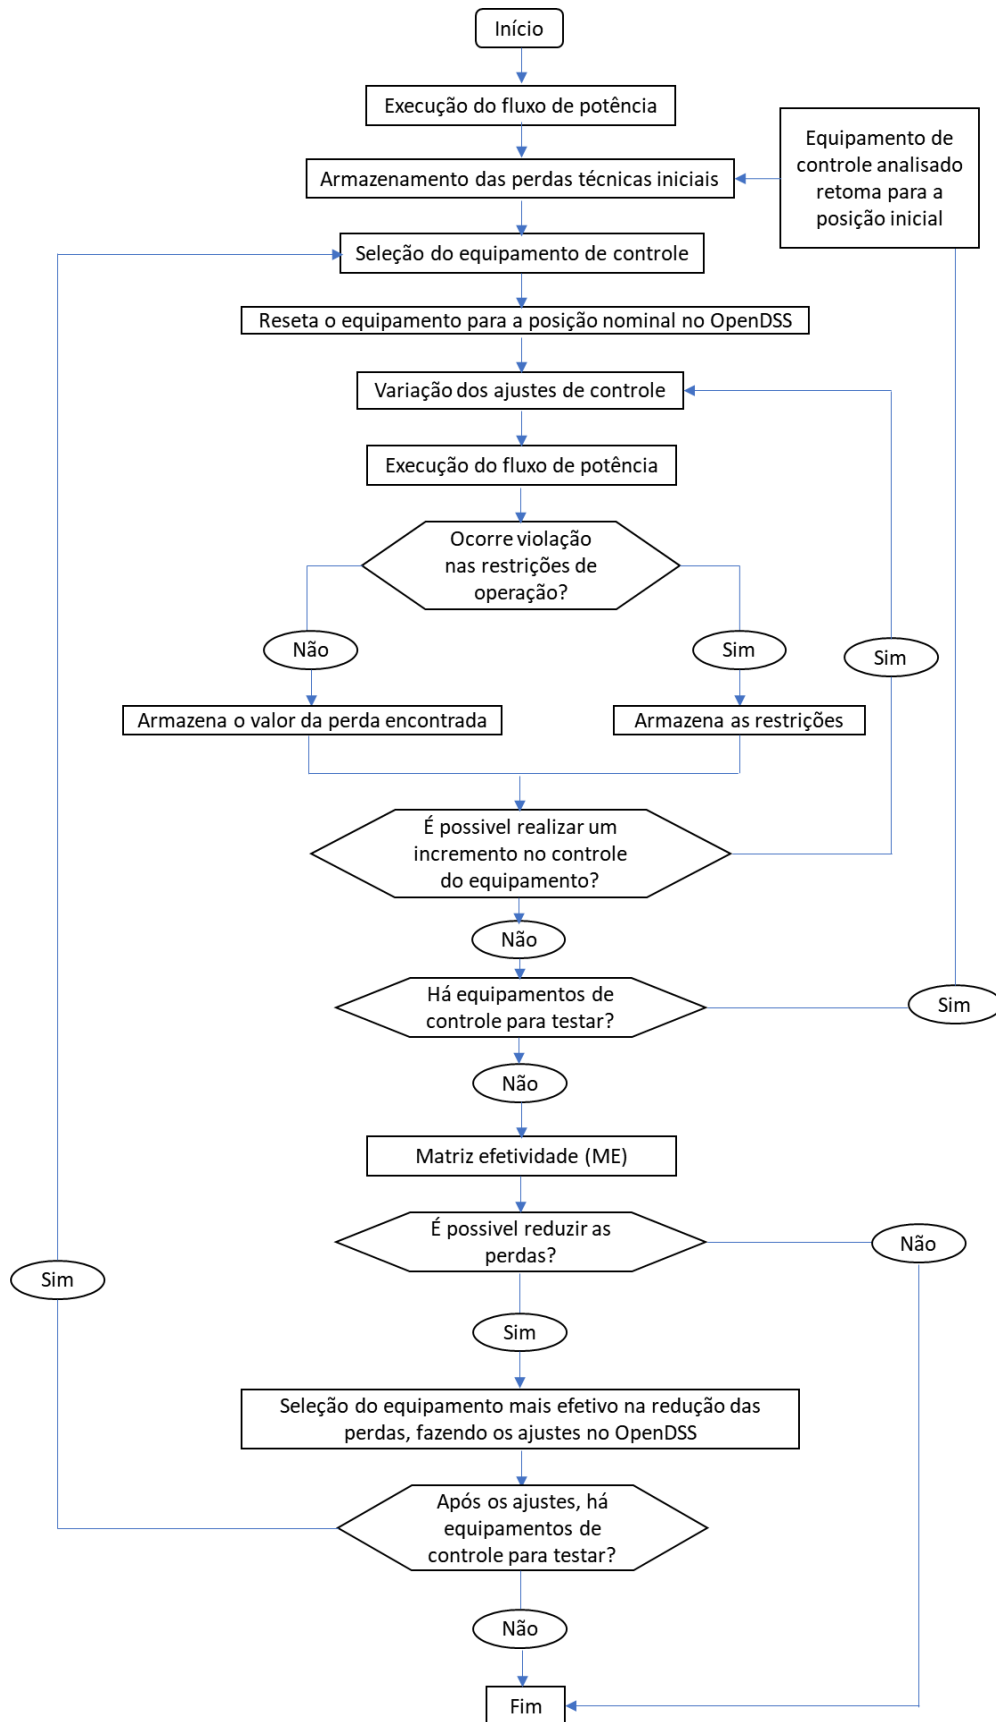 Início
Execução do fluxo de potência
Equipamento de
controle analisado
retoma para a
posição inicial
Armazenamento das perdas técnicas iniciais
Seleção do equipamento de controle
Reseta o equipamento para a posição nominal no OpenDSS
Variação dos ajustes de controle
Execução do fluxo de potência
Ocorre violação
nas restrições de
operação?
Não
Sim
Sim
Armazena o valor da perda encontrada
Armazena as restrições
É possivel realizar um
incremento no controle
do equipamento?
Não
Há equipamentos de
controle para testar?
Sim
Não
Matriz efetividade (ME)
É possivel reduzir as
perdas?
Não
Sim
Sim
Seleção do equipamento mais efetivo na redução das
perdas, fazendo os ajustes no OpenDSS
Após os ajustes, há
equipamentos de
controle para testar?
Não
Fim